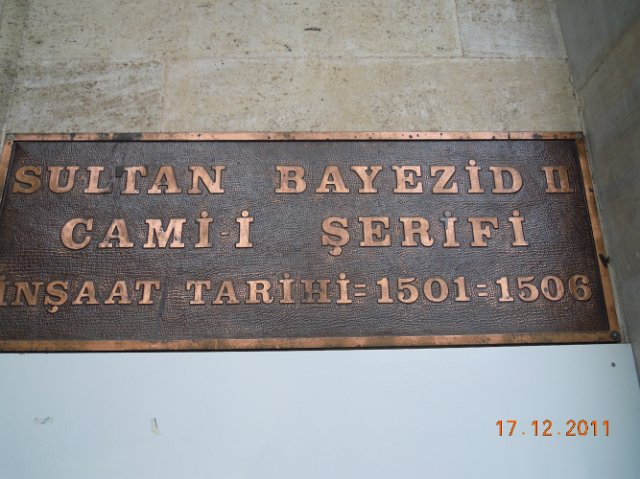 SULTAN BAYEZİD II
CAMİ-İ ŞERİFİ
İNŞAAT TARİHİ=1501=1506
17.12.2011